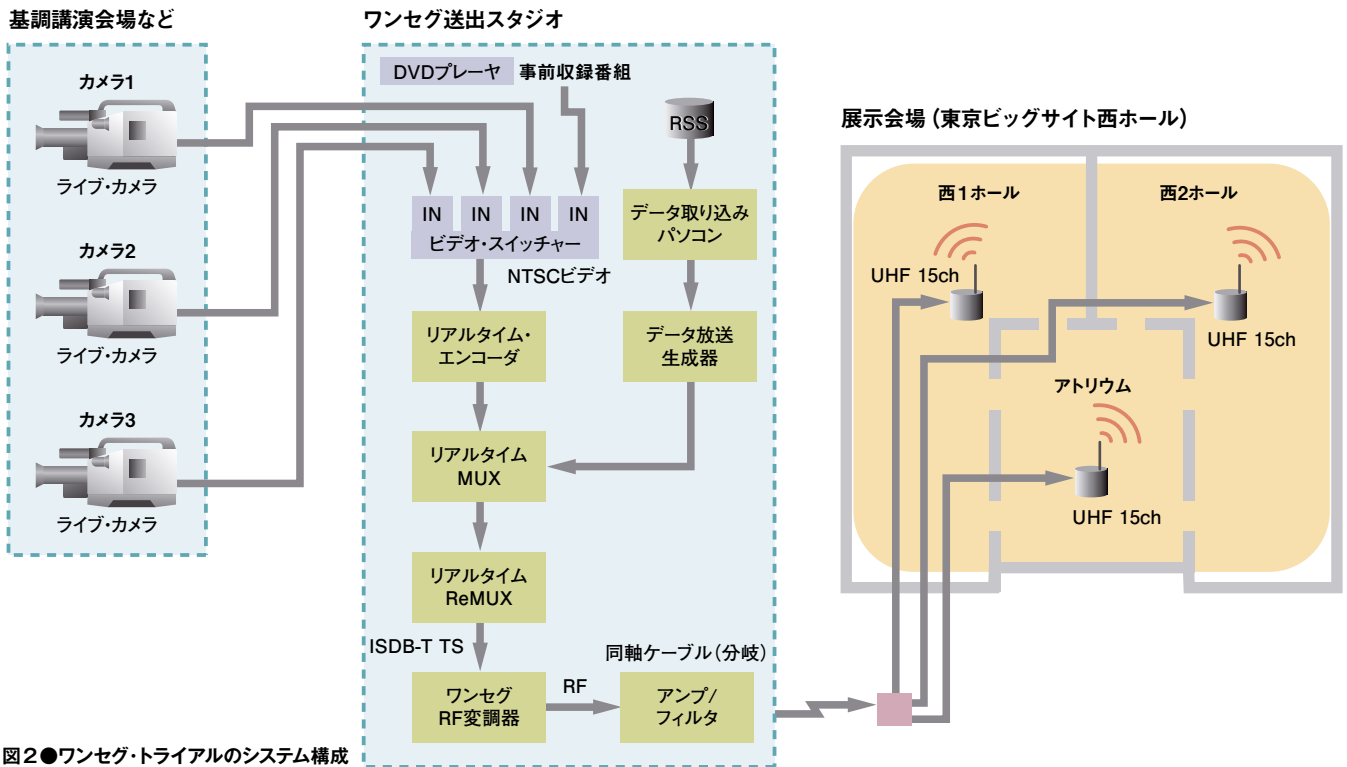 基調講演会場など
カメラ1
ライブ・カメラ
カメラ2
ライブ・カメラ
カメラ3
ライブ・カメラ
ワンセグ送出スタジオ
DVDプレーヤ
事前収録番組
RSS
IN
IN
IN
IN
ビデオ・スイッチャー
NTSCビデオ
データ取り込み
パソコン
リアルタイム・
エンコーダ
データ放送
生成器
リアルタイム
MUX
リアルタイム
ReMUX
ISDB-T TS
ワンセグ
RF変調器
RF
同軸ケーブル（分岐）
アンプ/
フィルタ
展示会場（東京ビッグサイト西ホール）
西1ホール
UHF 15ch
西2ホール
UHF 15ch
アトリウム
UHF 15ch
図2●ワンセグ・トライアルのシステム構成